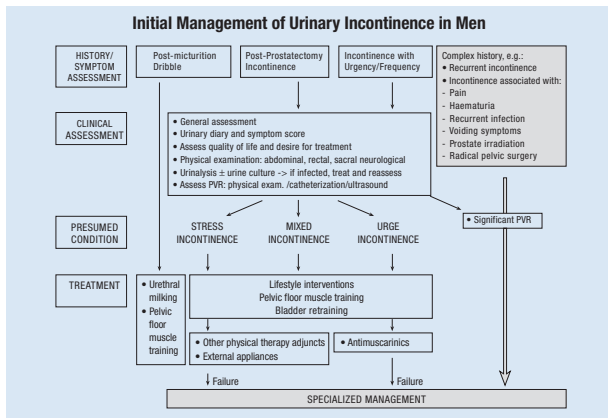 Initial Management of Urinary Incontinence in Men
HISTORY/
SYMPTOM
ASSESSMENT
Post-micturition
Dribble
Post-Prostatectomy
Incontinence
Incontinence with
Urgency/Frequency
Complex history, e.g.:
• Recurrent incontinence
• Incontinence associated with:
- Pain
- Haematuria
- Recurrent infection
- Voiding symptoms
- Prostate irradiation
- Radical pelvic surgery
CLINICAL
ASSESSMENT
• General assessment
• Urinary diary and symptom score
• Assess quality of life and desire for treatment
• Physical examination: abdominal, rectal, sacral neurological
• Urinalysis ± urine culture -> if infected, treat and reassess
• Assess PVR: physical exam. /catheterization/ultrasound
PRESUMED
CONDITION
STRESS
INCONTINENCE
MIXED
INCONTINENCE
URGE
INCONTINENCE
• Significant PVR
TREATMENT
• Urethral
milking
• Pelvic
floor
muscle
training
Lifestyle interventions
Pelvic floor muscle training
Bladder retraining
• Other physical therapy adjuncts
• External appliances
• Antimuscarinics
Failure
Failure
SPECIALIZED MANAGEMENT